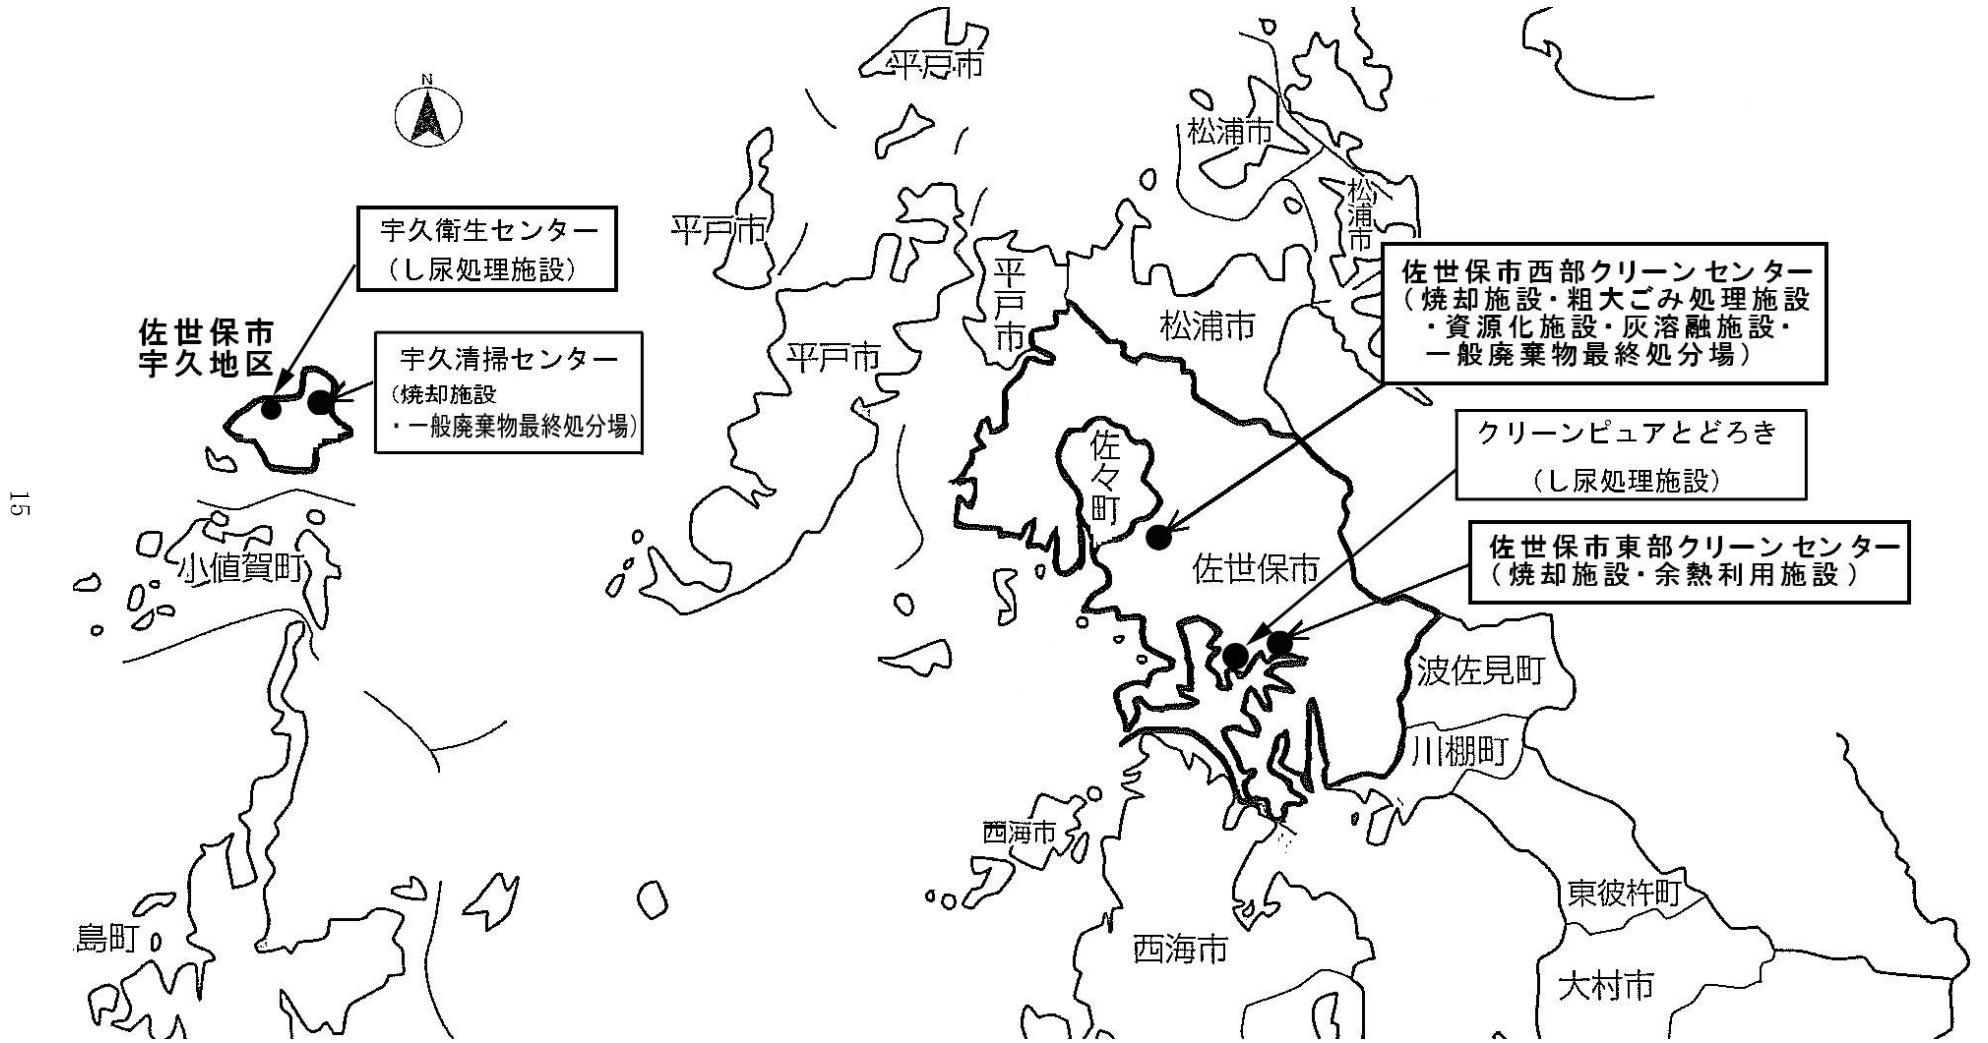 N
平戸市
松浦市
松浦市
平戸市
宇久衛生センター
（し尿処理施設）
平戸市
佐世保市西部クリーンセンター
（焼却施設・粗大ごみ処理施設
・資源化施設・灰溶融施設・
一般廃棄物最終処分場）
佐世保市
宇久地区
宇久清掃センター
（焼却施設
・一般廃棄物最終処分場）
平戸市
松浦市
クリーンピュアとどろき
（し尿処理施設）
佐々町
15
小値賀町
佐世保市
佐世保市東部クリーンセンター
（焼却施設・余熱利用施設）
波佐見町
川棚町
西海市
東彼杵町
島町
西海市
大村市